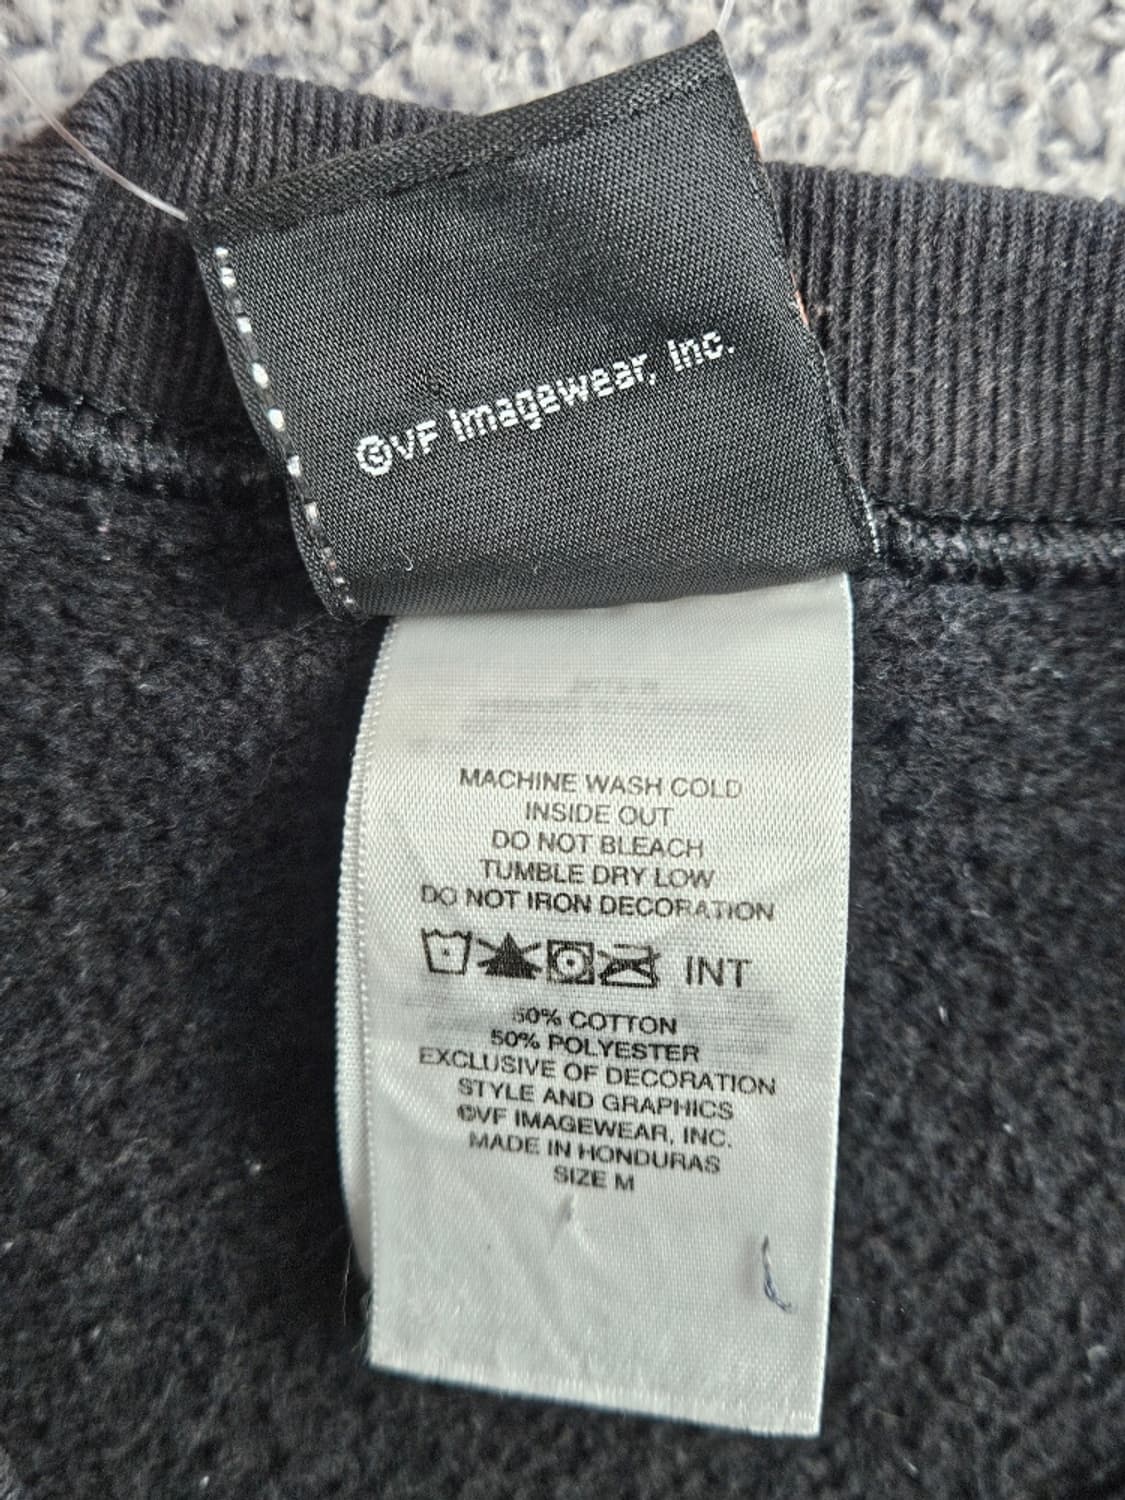 ©VF Imagewear, Inc.
MACHINE WASH COLD
INSIDE OUT
DO NOT BLEACH
TUMBLE DRY LOW
DO NOT IRON DECORATION
INT
50% COTTON
50% POLYESTER
EXCLUSIVE OF DECORATION
STYLE AND GRAPHICS
©VF IMAGEWEAR, INC.
MADE IN HONDURAS
SIZE M